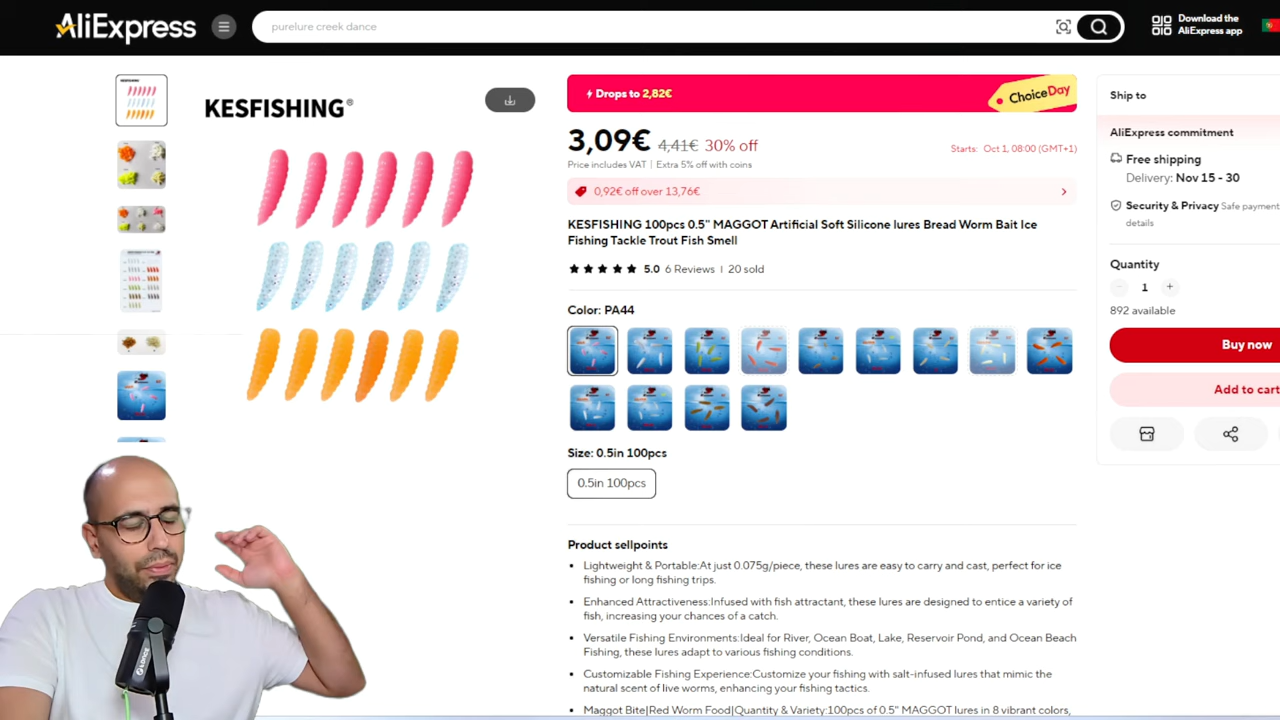 AliExpress
purelure creek dance
Download the
AliExpress app
KESFISHING®
Drops to 2,82€
ChoiceDay
3,09€ 4,41€ 30% off
Starts: Oct 1, 08:00 (GMT+1)
Price includes VAT | Extra 5% off with coins
0,92€ off over 13,76€
KESFISHING 100pcs 0.5" MAGGOT Artificial Soft Silicone lures Bread Worm Bait Ice
Fishing Tackle Trout Fish Smell
5.0 6 Reviews | 20 sold
Color: PA44
Size: 0.5in 100pcs
0.5in 100pcs
Product sellpoints
• Lightweight & Portable:At just 0.075g/piece, these lures are easy to carry and cast, perfect for ice
fishing or long fishing trips.
• Enhanced Attractiveness:Infused with fish attractant, these lures are designed to entice a variety of
fish, increasing your chances of a catch.
• Versatile Fishing Environments:Ideal for River, Ocean Boat, Lake, Reservoir Pond, and Ocean Beach
Fishing, these lures adapt to various fishing conditions.
• Customizable Fishing Experience:Customize your fishing with salt-infused lures that mimic the
natural scent of live worms, enhancing your fishing tactics.
• Maggot Bite|Red Worm Food|Quantity & Variety:100pcs of 0.5" MAGGOT lures in 8 vibrant colors,
Ship to
AliExpress commitment
Free shipping
Delivery: Nov 15 - 30
Security & Privacy Safe payment
details
Quantity
1
892 available
Buy now
Add to cart